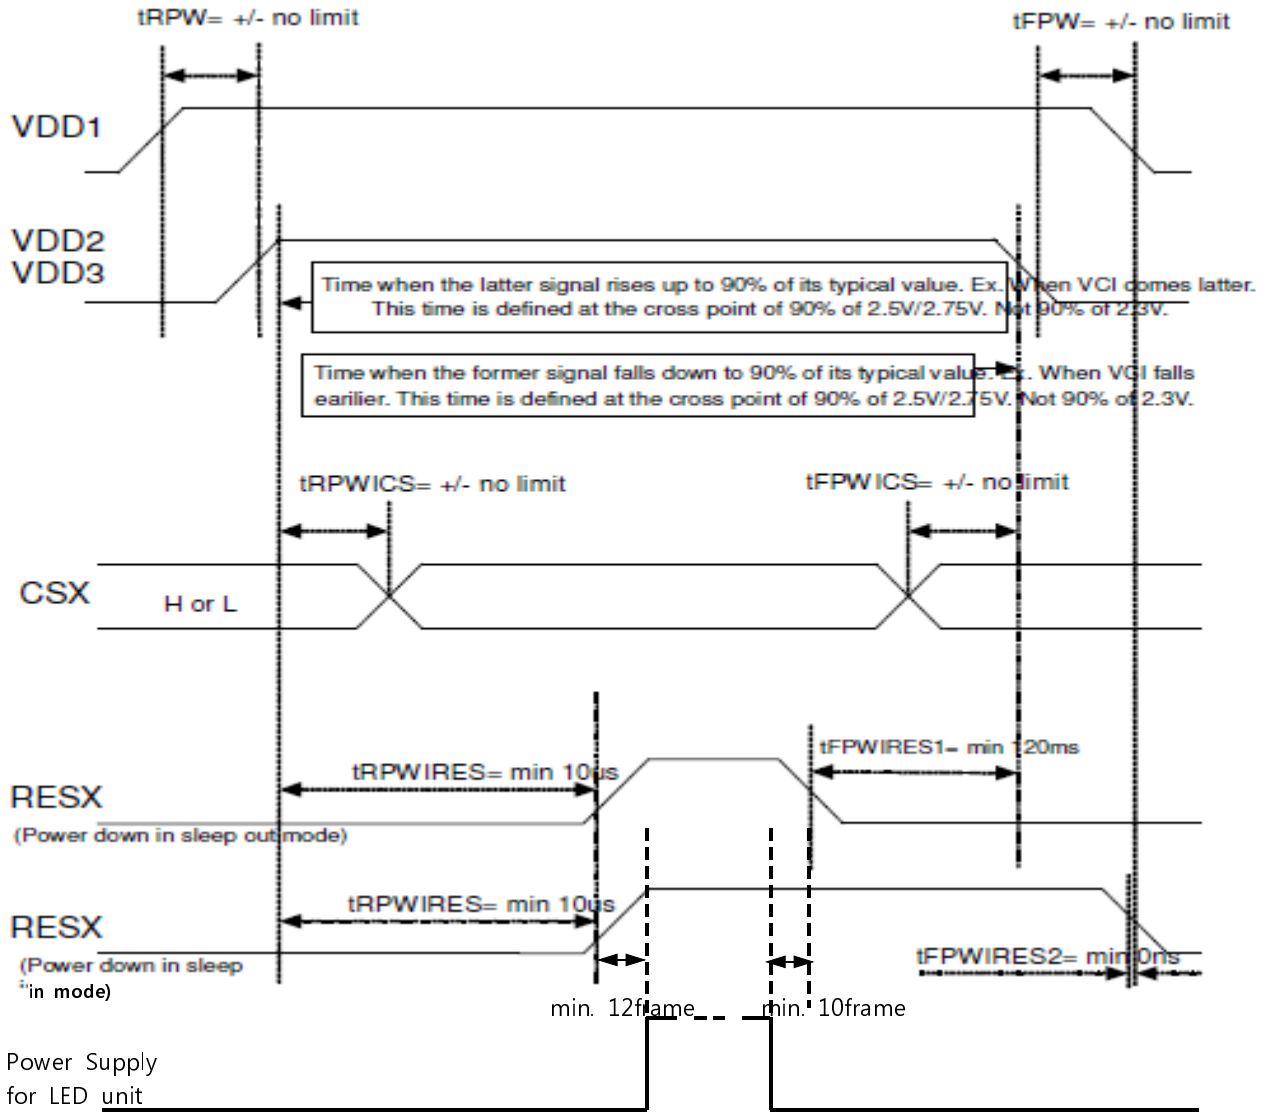 tRPW= +/- no limit
tFPW= +/- no limit
VDD1
VDD2
VDD3
Time when the latter signal rises up to 90% of its typical value. Ex. When VCI comes latter.
This time is defined at the cross point of 90% of 2.5V/2.75V. Not 90% of 2.3V.
Time when the former signal falls down to 90% of its typical value. Ex. When VCI falls
earilier. This time is defined at the cross point of 90% of 2.5V/2.75V. Not 90% of 2.3V.
tRPWICS= +/- no limit
tFPWICS= +/- no limit
CSX
H or L
tFPWIRES1= min 120ms
tRPWIRES= min 10us
RESX
(Power down in sleep out mode)
tRPWIRES= min 10us
RESX
(Power down in sleep
in mode)
tFPWIRES2= min 0ns
min. 12frame
min. 10frame
Power Supply
for LED unit